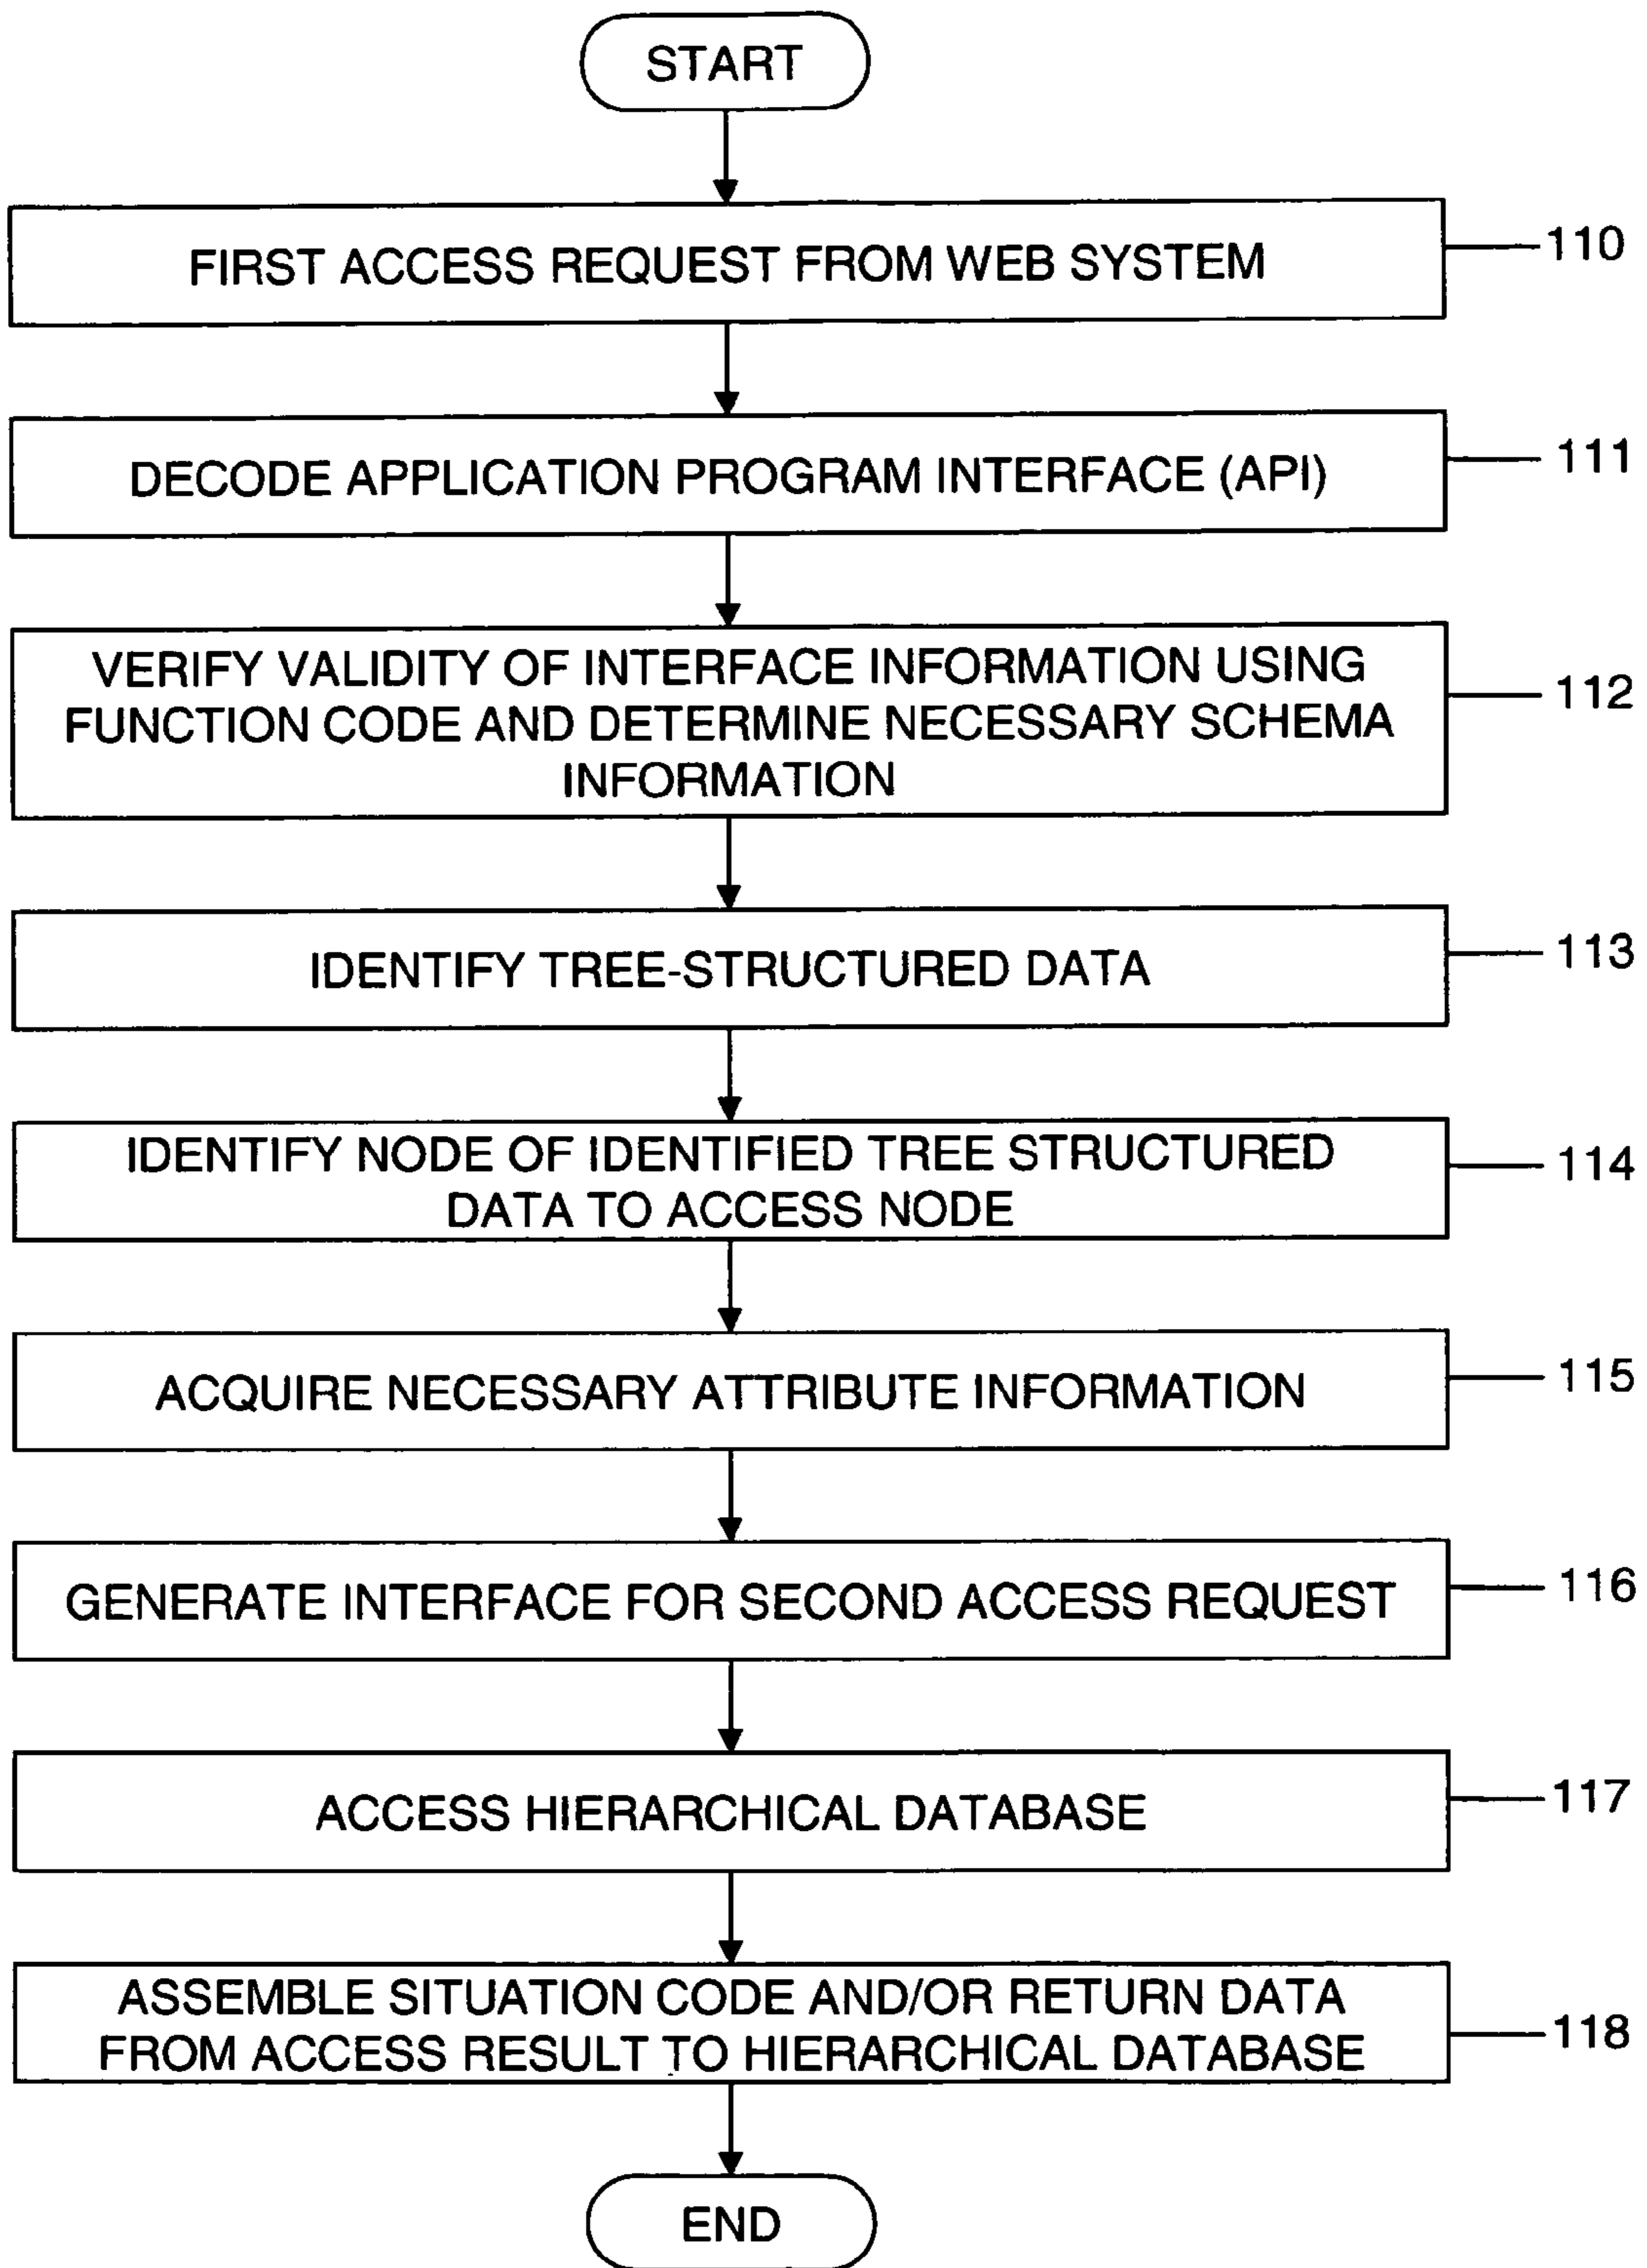 START
FIRST ACCESS REQUEST FROM WEB SYSTEM
110
DECODE APPLICATION PROGRAM INTERFACE (API)
111
VERIFY VALIDITY OF INTERFACE INFORMATION USING
FUNCTION CODE AND DETERMINE NECESSARY SCHEMA
INFORMATION
112
IDENTIFY TREE-STRUCTURED DATA
113
IDENTIFY NODE OF IDENTIFIED TREE STRUCTURED
DATA TO ACCESS NODE
114
ACQUIRE NECESSARY ATTRIBUTE INFORMATION
115
GENERATE INTERFACE FOR SECOND ACCESS REQUEST
116
ACCESS HIERARCHICAL DATABASE
117
ASSEMBLE SITUATION CODE AND/OR RETURN DATA
FROM ACCESS RESULT TO HIERARCHICAL DATABASE
118
END